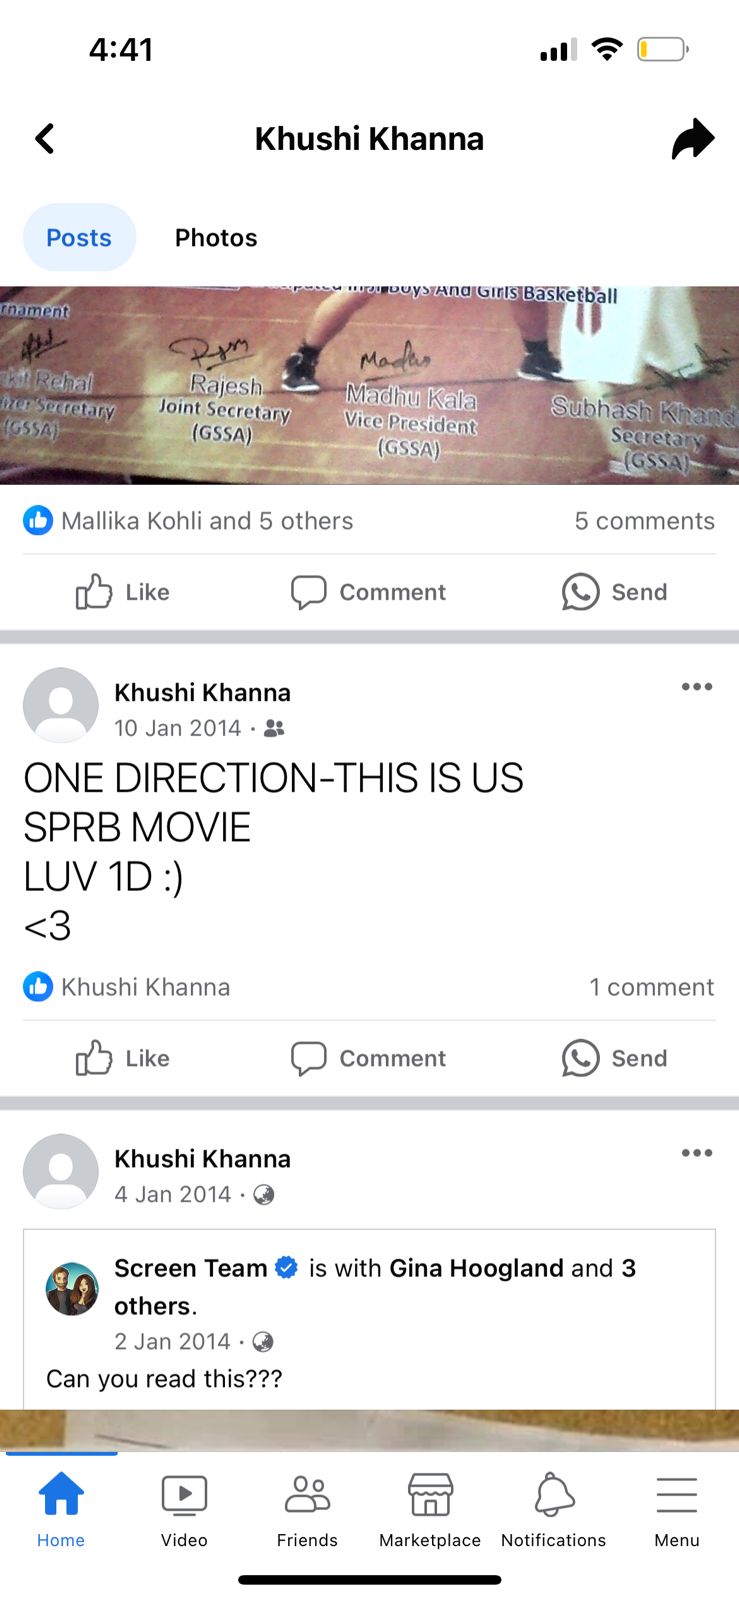 4:41
Khushi Khanna
Posts
Photos
Boys And Girls Basketball
rnament
Rehal
Secretary
(GSSA)
Rajesh
Joint Secretary
(GSSA)
Madhu
Madhu Kala
Vice President
(GSSA)
Subhash Khand
Secretary
(GSSA)
Mallika Kohli and 5 others
5 comments
Like
Comment
Send
Khushi Khanna
10 Jan 2014 ·
ONE DIRECTION-THIS IS US
SPRB MOVIE
LUV 1D :)
<3
Khushi Khanna
1 comment
Like
Comment
Send
Khushi Khanna
4 Jan 2014 ·
Screen Team is with Gina Hoogland and 3
others.
2 Jan 2014 ·
Can you read this???
Home
Video
Friends
Marketplace
Notifications
Menu